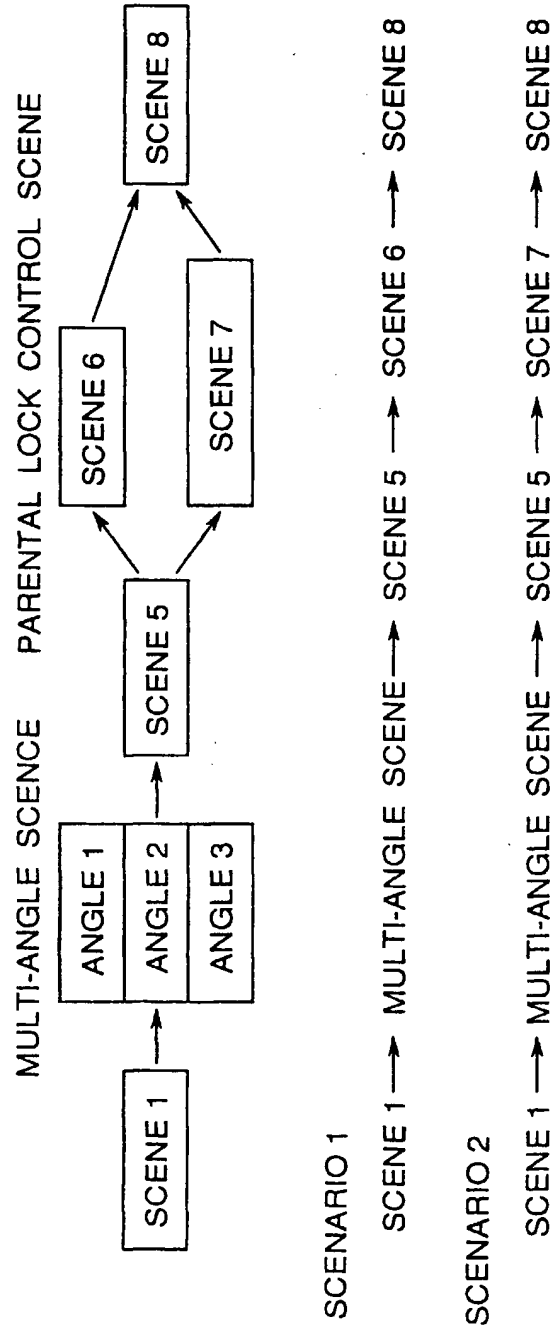 MULTI-ANGLE SCENCE PARENTAL LOCK CONTROL SCENE
SCENE 1
ANGLE 1
ANGLE 2
ANGLE 3
SCENE 5
SCENE 6
SCENE 7
SCENE 8
SCENARIO 1
SCENE 1 → MULTI-ANGLE SCENE → SCENE 5 → SCENE 6 → SCENE 8
SCENARIO 2
SCENE 1 → MULTI-ANGLE SCENE → SCENE 5 → SCENE 7 → SCENE 8